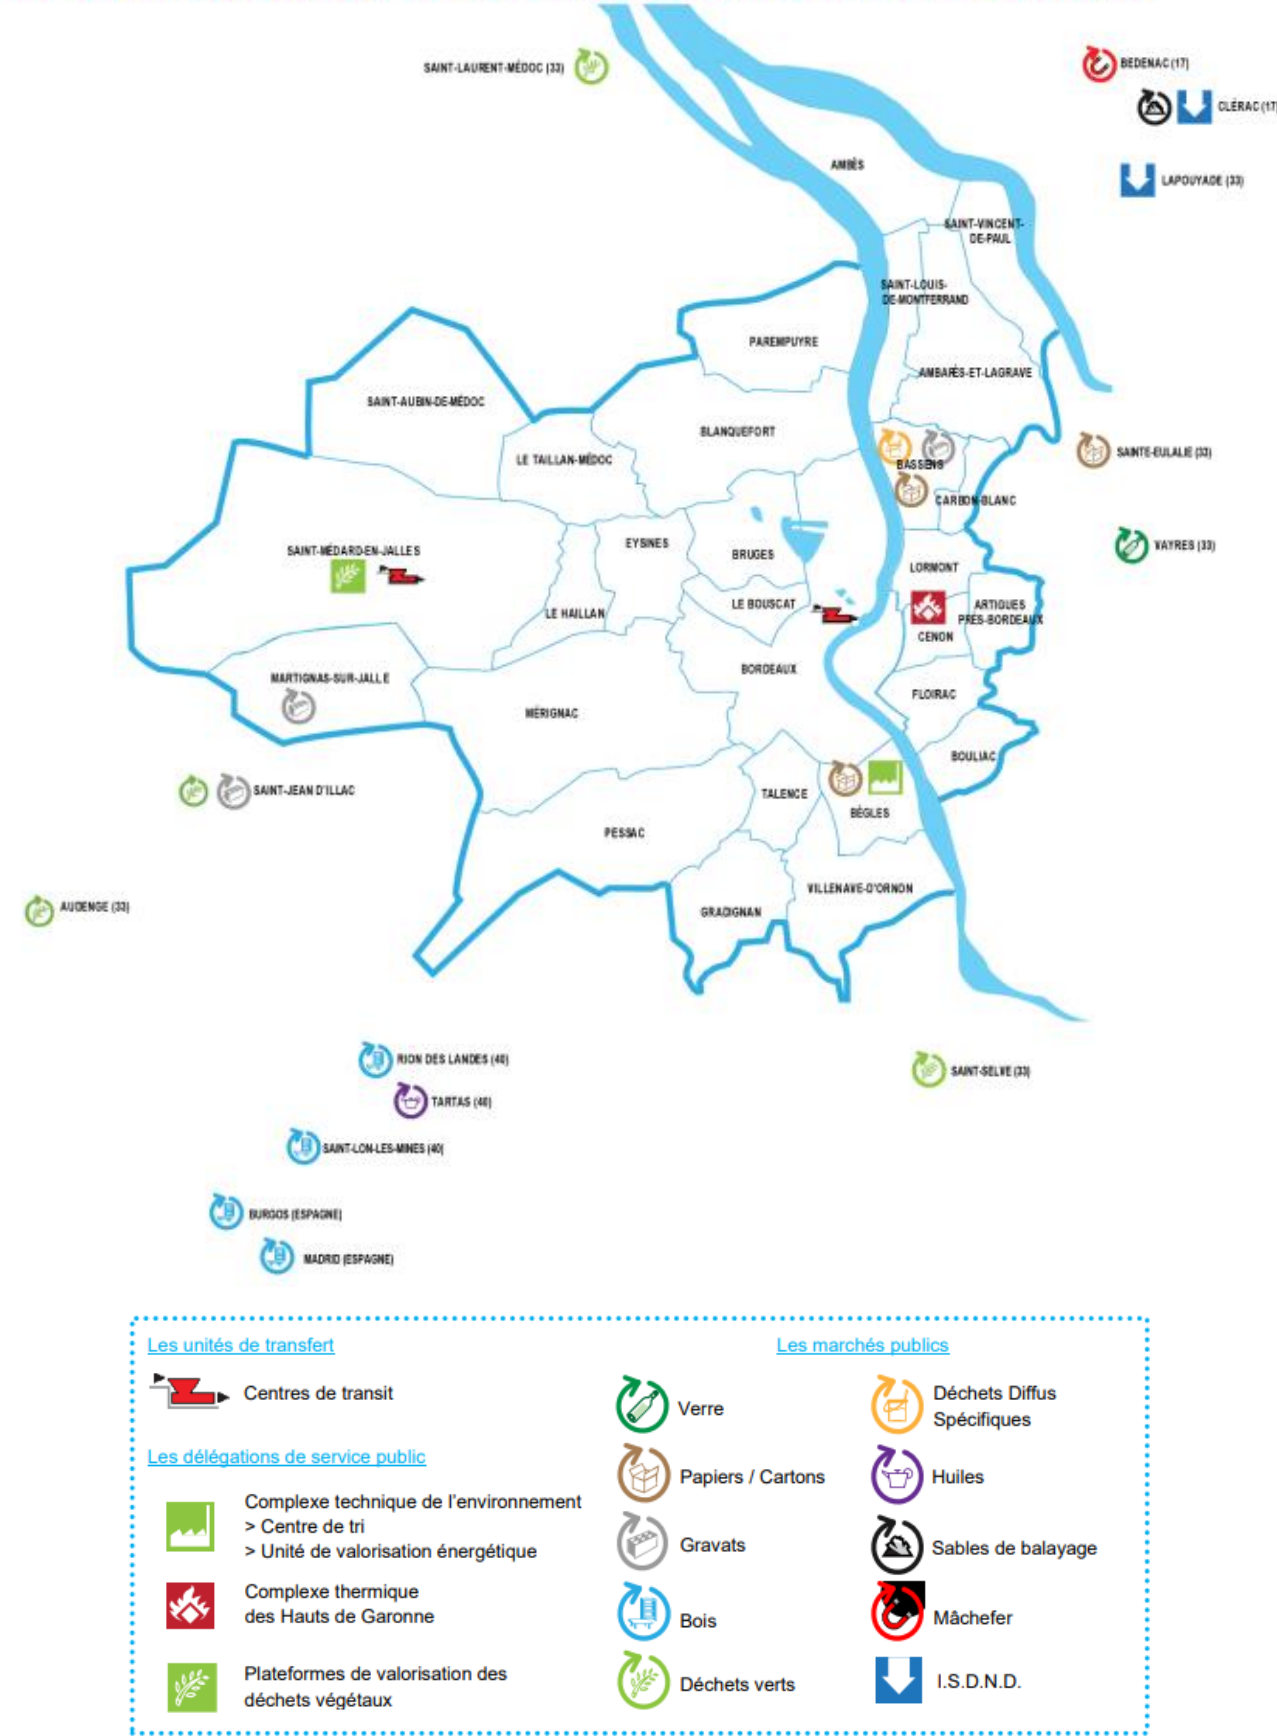 SAINT-LAURENT-MÉDOC (33)
BEDENAC (17)
CLÉRAC (17)
LAPOUYADE (33)
AMBÈS
SAINT-VINCENT-
DE-PAUL
SAINT-LOUIS-
DE-MONTFERRAND
PAREMPUYRE
AMBARÈS-ET-LAGRAVE
SAINT-AUBIN-DE-MÉDOC
BLANQUEFORT
LE TAILLAN-MÉDOC
BASSENS
SAINTE-EULALIE (33)
CARBON-BLANC
SAINT-MÉDARD-EN-JALLES
EYSINES
BRUGES
VAYRES (33)
LORMONT
LE HAILLAN
LE BOUSCAT
ARTIGUES
PRÈS-BORDEAUX
CENON
MARTIGNAS-SUR-JALLE
BORDEAUX
FLOIRAC
MÉRIGNAC
BOULIAC
SAINT-JEAN D'ILLAC
TALENCE
BÈGLES
PESSAC
VILLENAVE-D'ORNON
AUDENGE (33)
GRADIGNAN
RION DES LANDES (40)
SAINT-SELVE (33)
TARTAS (40)
SAINT-LON-LES-MINES (40)
BURGOS (ESPAGNE)
MADRID (ESPAGNE)
Les unités de transfert
Centres de transit
Les délégations de service public
Complexe technique de l'environnement
> Centre de tri
> Unité de valorisation énergétique
Complexe thermique
des Hauts de Garonne
Plateformes de valorisation des
déchets végétaux
Les marchés publics
Verre
Papiers / Cartons
Gravats
Bois
Déchets verts
Déchets Diffus
Spécifiques
Huiles
Sables de balayage
Mâchefer
I.S.D.N.D.